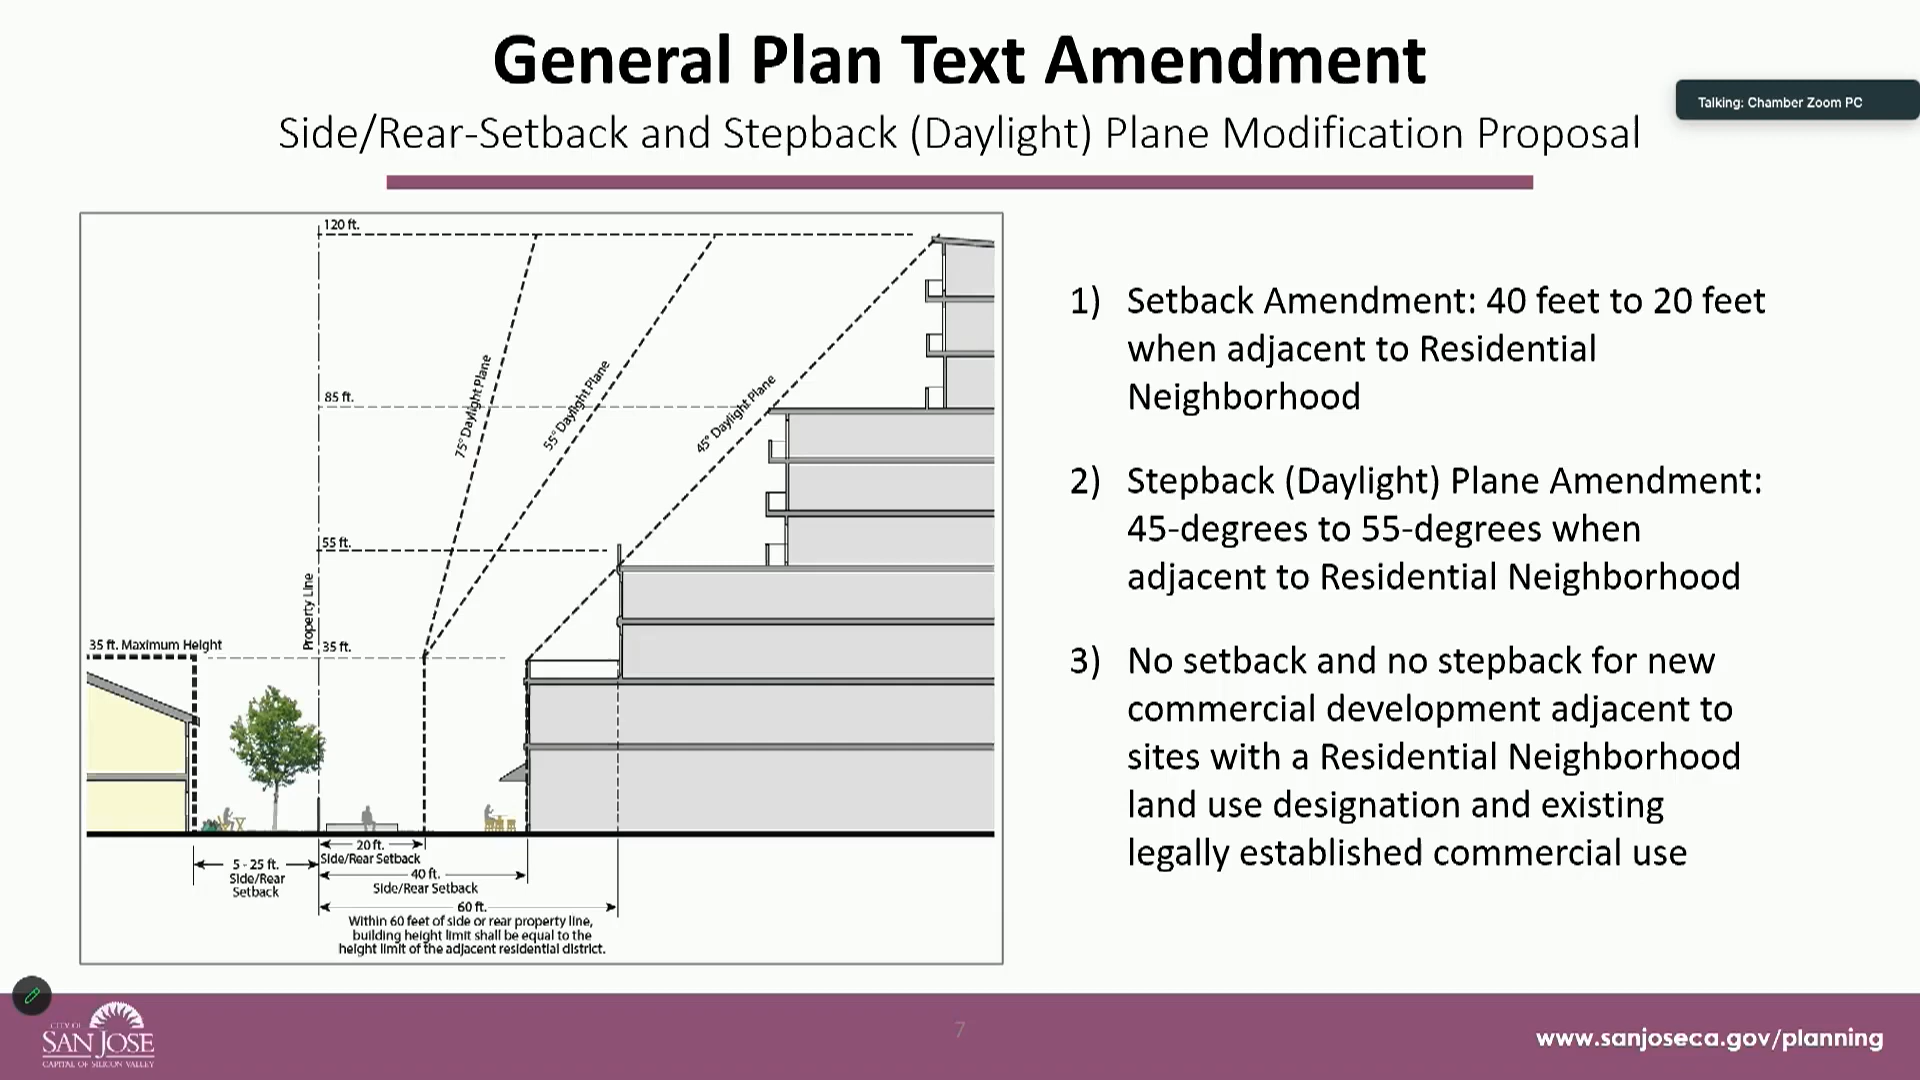 General Plan Text Amendment
Talking: Chamber Zoom PC
Side/Rear-Setback and Stepback (Daylight) Plane Modification Proposal
120 ft.
75° Daylight Plane
55° Daylight Plane
45° Daylight Plane
85 ft.
55 ft.
Property Line
35 ft. Maximum Height
35 ft.
20 ft.
Side/Rear Setback
5 - 25 ft.
Side/Rear
Setback
40 ft.
Side/Rear Setback
60 ft.
Within 60 feet of side or rear property line,
building height limit shall be equal to the
height limit of the adjacent residential district.
1) Setback Amendment: 40 feet to 20 feet
when adjacent to Residential
Neighborhood
2) Stepback (Daylight) Plane Amendment:
45-degrees to 55-degrees when
adjacent to Residential Neighborhood
3) No setback and no stepback for new
commercial development adjacent to
sites with a Residential Neighborhood
land use designation and existing
legally established commercial use
CITY OF
SAN JOSE
CAPITAL OF SILICON VALLEY
7
www.sanjoseca.gov/planning